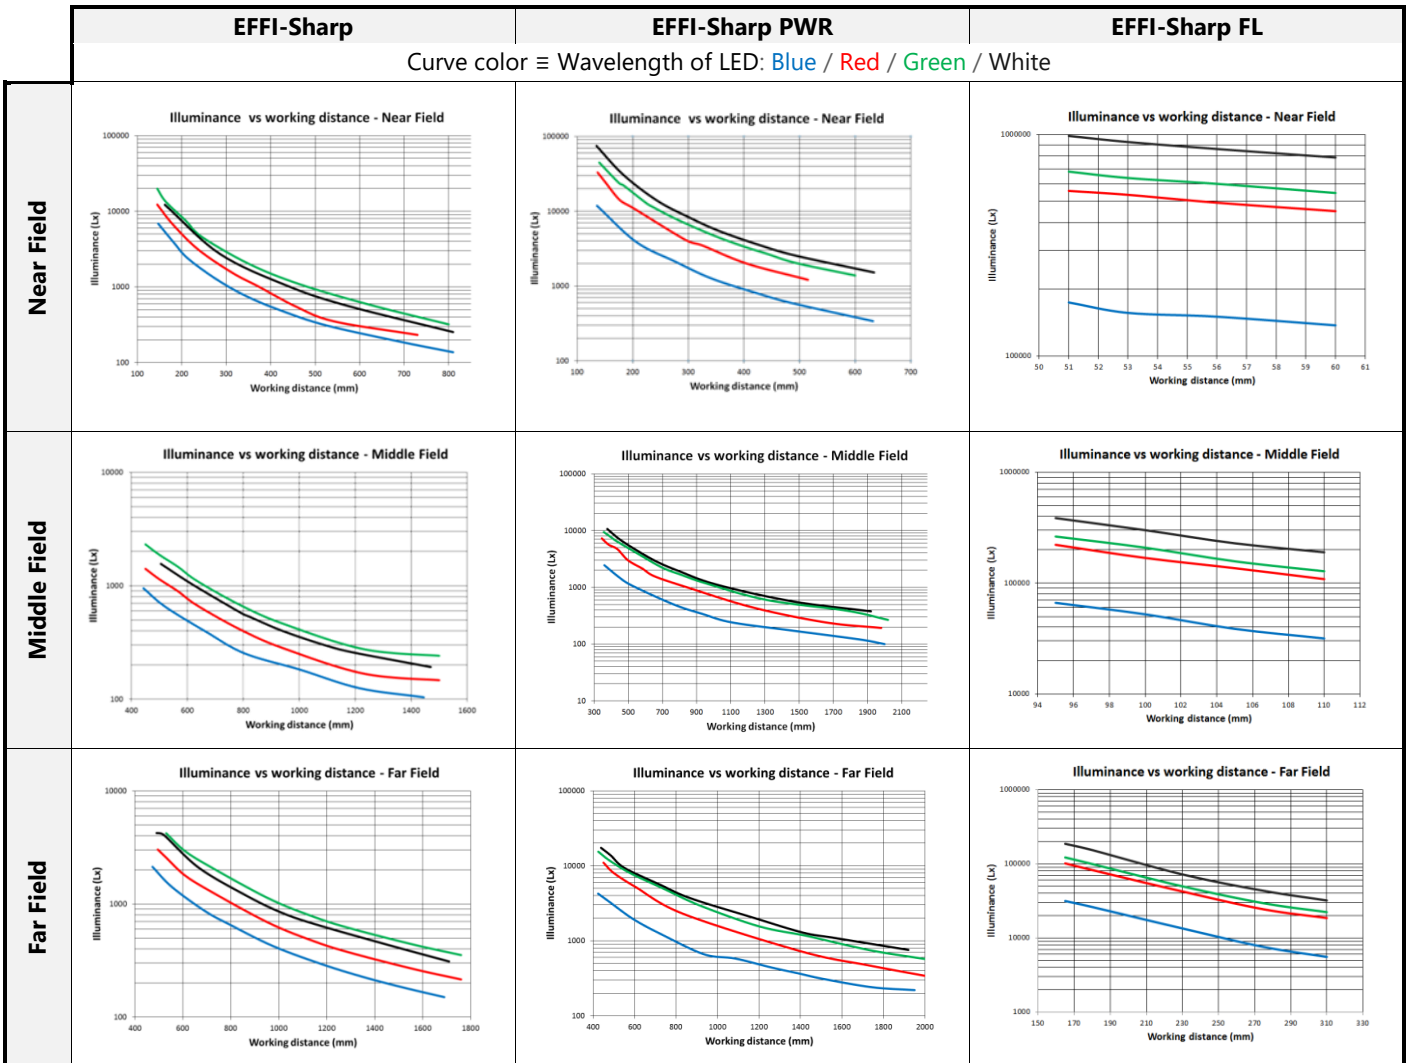 EFFI-Sharp
EFFI-Sharp PWR
EFFI-Sharp FL
Curve color ≡ Wavelength of LED: Blue / Red / Green / White
Near Field
Illuminance vs working distance - Near Field
100000
10000
1000
100
Illuminance (Lx)
100 200 300 400 500 600 700 800
Working distance (mm)
Illuminance vs working distance - Near Field
100000
10000
1000
100
Illuminance (Lx)
100 200 300 400 500 600 700
Working distance (mm)
Illuminance vs working distance - Near Field
1000000
100000
Illuminance (Lx)
50 51 52 53 54 55 56 57 58 59 60 61
Working distance (mm)
Middle Field
Illuminance vs working distance - Middle Field
10000
1000
100
Illuminance (Lx)
400 600 800 1000 1200 1400 1600
Working distance (mm)
Illuminance vs working distance - Middle Field
100000
10000
1000
100
10
Illuminance (Lx)
300 500 700 900 1100 1300 1500 1700 1900 2100
Working distance (mm)
Illuminance vs working distance - Middle Field
1000000
100000
10000
Illuminance (Lx)
94 96 98 100 102 104 106 108 110 112
Working distance (mm)
Far Field
Illuminance vs working distance - Far Field
10000
1000
100
Illuminance (Lx)
400 600 800 1000 1200 1400 1600 1800
Working distance (mm)
Illuminance vs working distance - Far Field
100000
10000
1000
100
Illuminance (Lx)
400 600 800 1000 1200 1400 1600 1800 2000
Working distance (mm)
Illuminance vs working distance - Far Field
1000000
100000
10000
1000
Illuminance (Lx)
150 170 190 210 230 250 270 290 310 330
Working distance (mm)